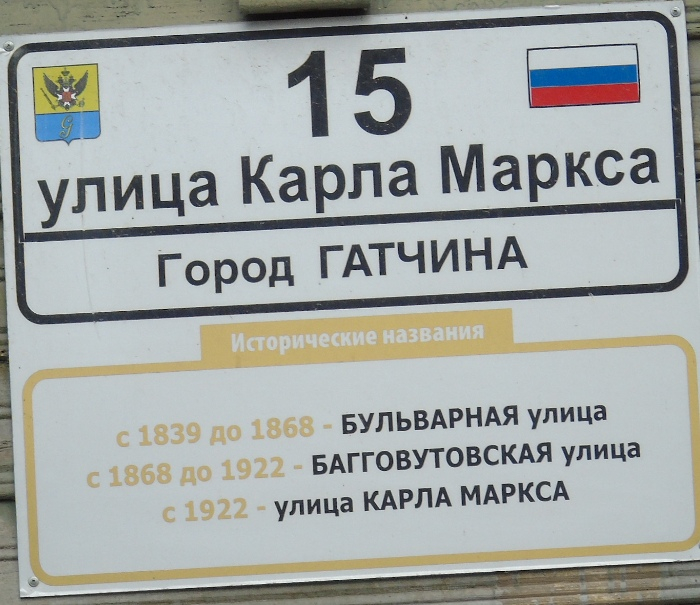 15
улица Карла Маркса
Город ГАТЧИНА
Исторические названия
с 1839 до 1868 - БУЛЬВАРНАЯ улица
с 1868 до 1922 - БАГГОВУТОВСКАЯ улица
с 1922 - улица КАРЛА МАРКСА